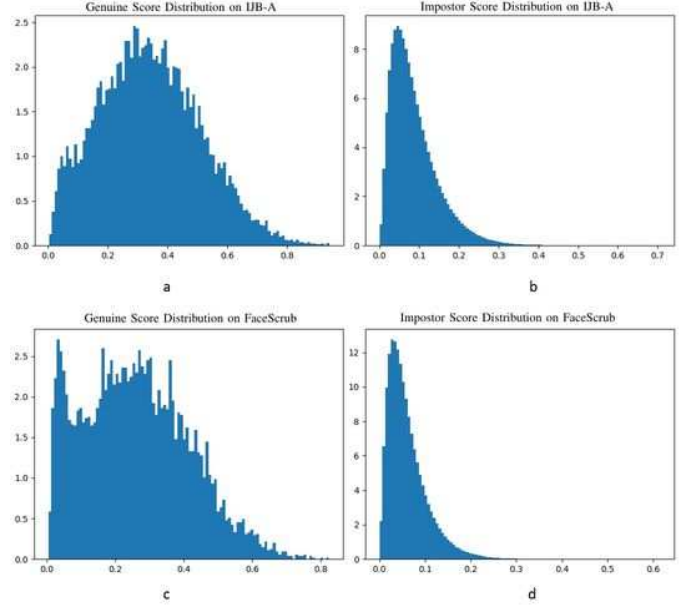 Genuine Score Distribution on IJB-A
2.5
2.0
1.5
1.0
0.5
0.0
0.0 0.2 0.4 0.6 0.8
a
Impostor Score Distribution on IJB-A
8
6
4
2
0
0.0 0.1 0.2 0.3 0.4 0.5 0.6 0.7
b
Genuine Score Distribution on FaceScrub
2.5
2.0
1.5
1.0
0.5
0.0
0.0 0.2 0.4 0.6 0.8
c
Impostor Score Distribution on FaceScrub
12
10
8
6
4
2
0
0.0 0.1 0.2 0.3 0.4 0.5 0.6
d